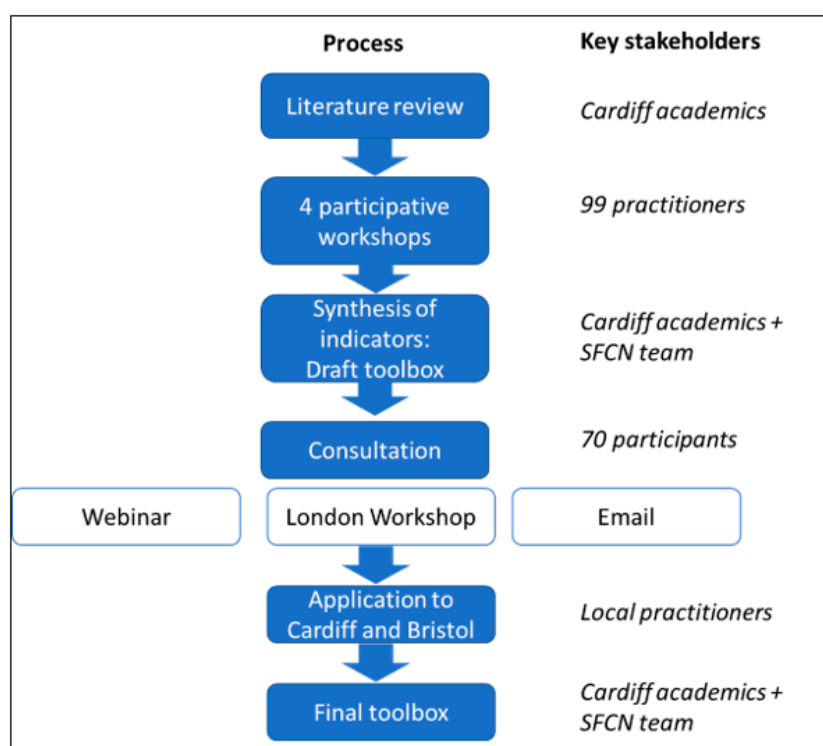 Process
Key stakeholders
Literature review
Cardiff academics
4 participative
workshops
99 practitioners
Synthesis of
indicators:
Draft toolbox
Cardiff academics +
SFCN team
Consultation
70 participants
Webinar
London Workshop
Email
Application to
Cardiff and Bristol
Local practitioners
Final toolbox
Cardiff academics +
SFCN team